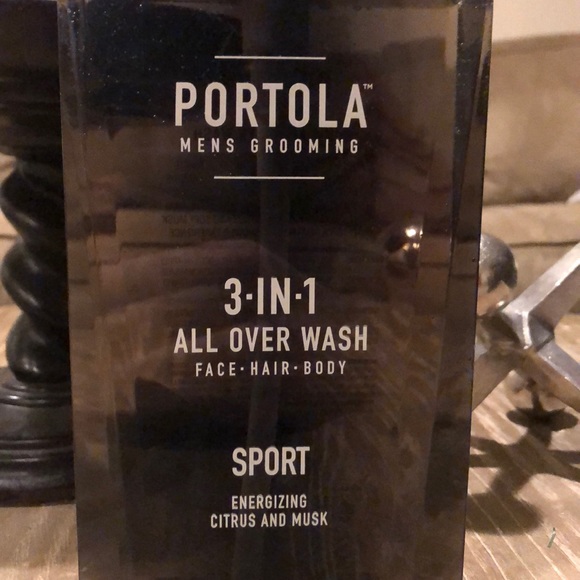 PORTOLA™
MENS GROOMING
3·IN·1
ALL OVER WASH
FACE·HAIR·BODY
SPORT
ENERGIZING
CITRUS AND MUSK